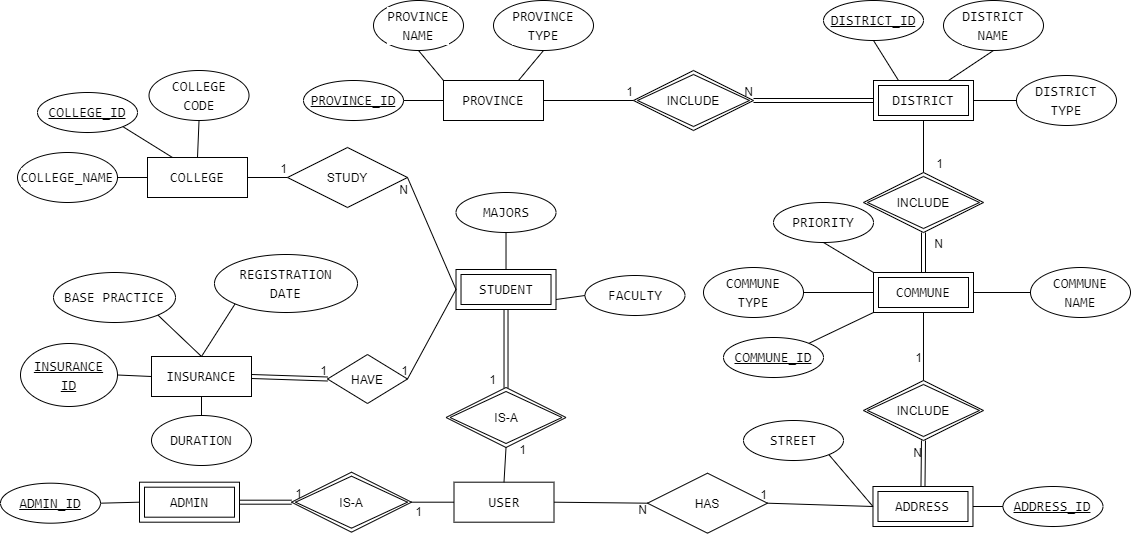 PROVINCE
NAME
PROVINCE
TYPE
DISTRICT_ID
DISTRICT
NAME
PROVINCE_ID
PROVINCE
1
INCLUDE
N
DISTRICT
DISTRICT
TYPE
COLLEGE
CODE
COLLEGE_ID
COLLEGE_NAME
COLLEGE
1
STUDY
N
1
INCLUDE
N
MAJORS
PRIORITY
REGISTRATION
DATE
BASE PRACTICE
STUDENT
FACULTY
COMMUNE
TYPE
COMMUNE
COMMUNE
NAME
COMMUNE_ID
INSURANCE
ID
INSURANCE
1
HAVE
1
1
IS-A
1
1
INCLUDE
N
DURATION
STREET
ADMIN_ID
ADMIN
1
IS-A
1
USER
N
HAS
1
ADDRESS
ADDRESS_ID